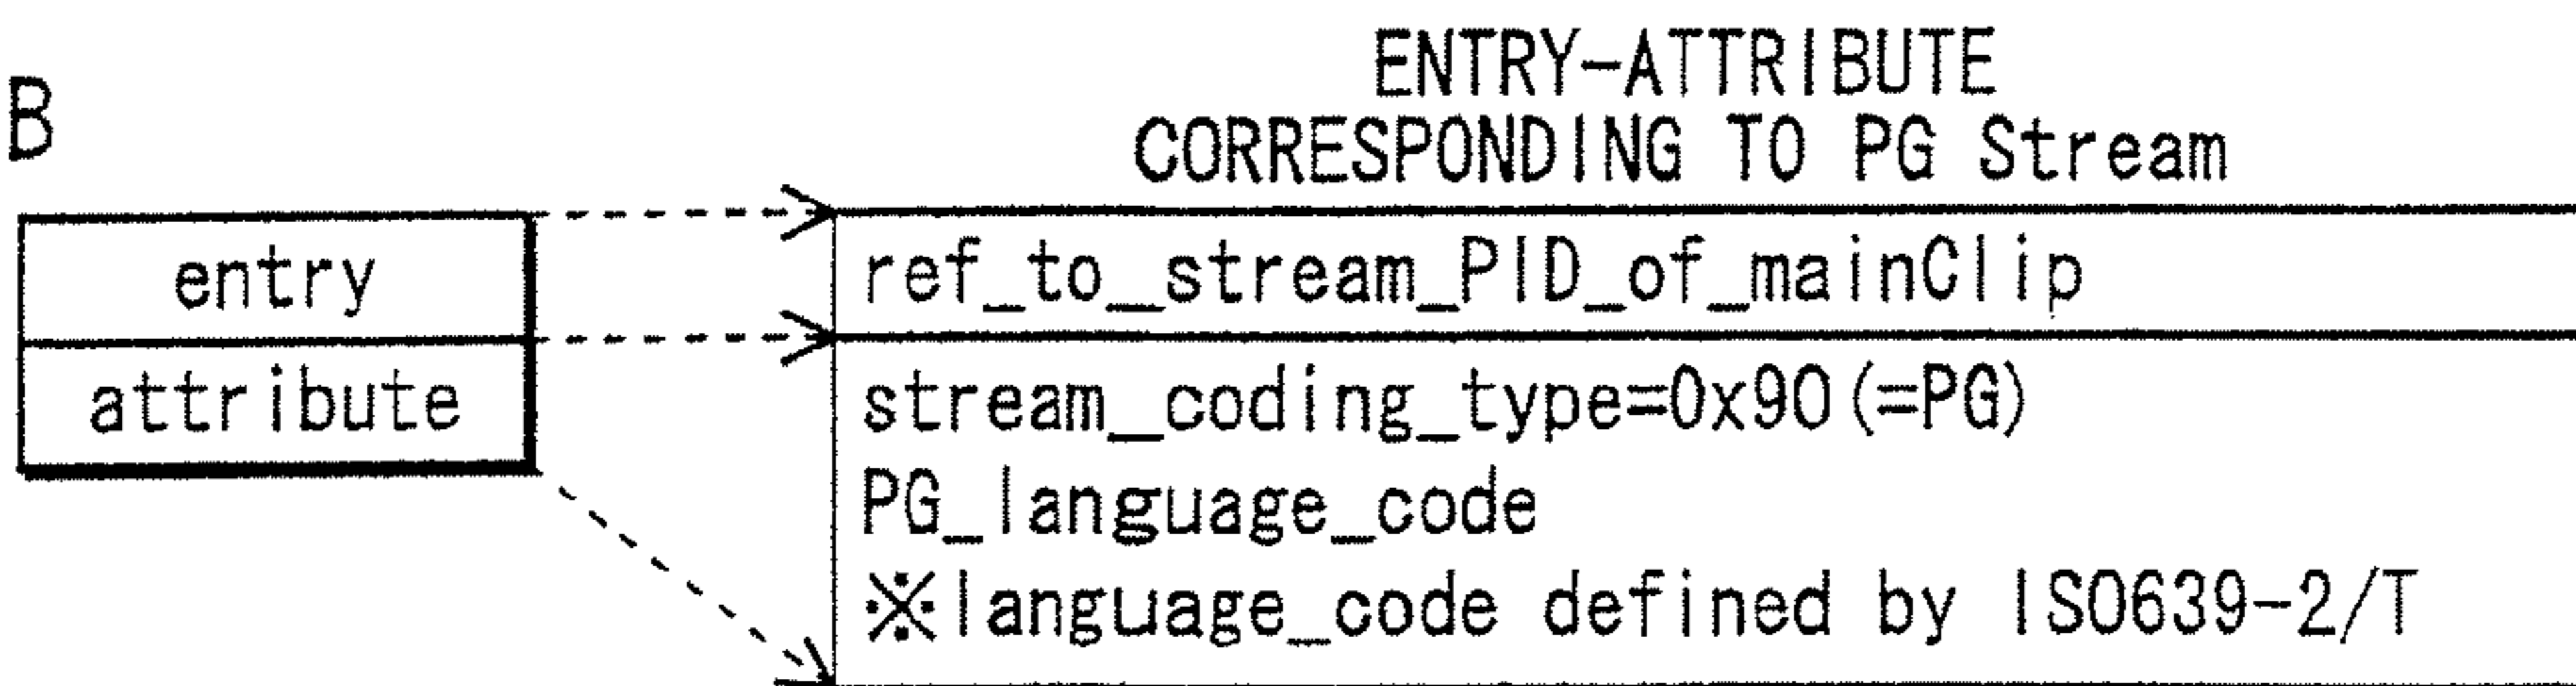 B
ENTRY-ATTRIBUTE
CORRESPONDING TO PG Stream
entry
ref_to_stream_PID_of_mainClip
attribute
stream_coding_type=0x90(=PG)
PG_language_code
※language_code defined by ISO639-2/T